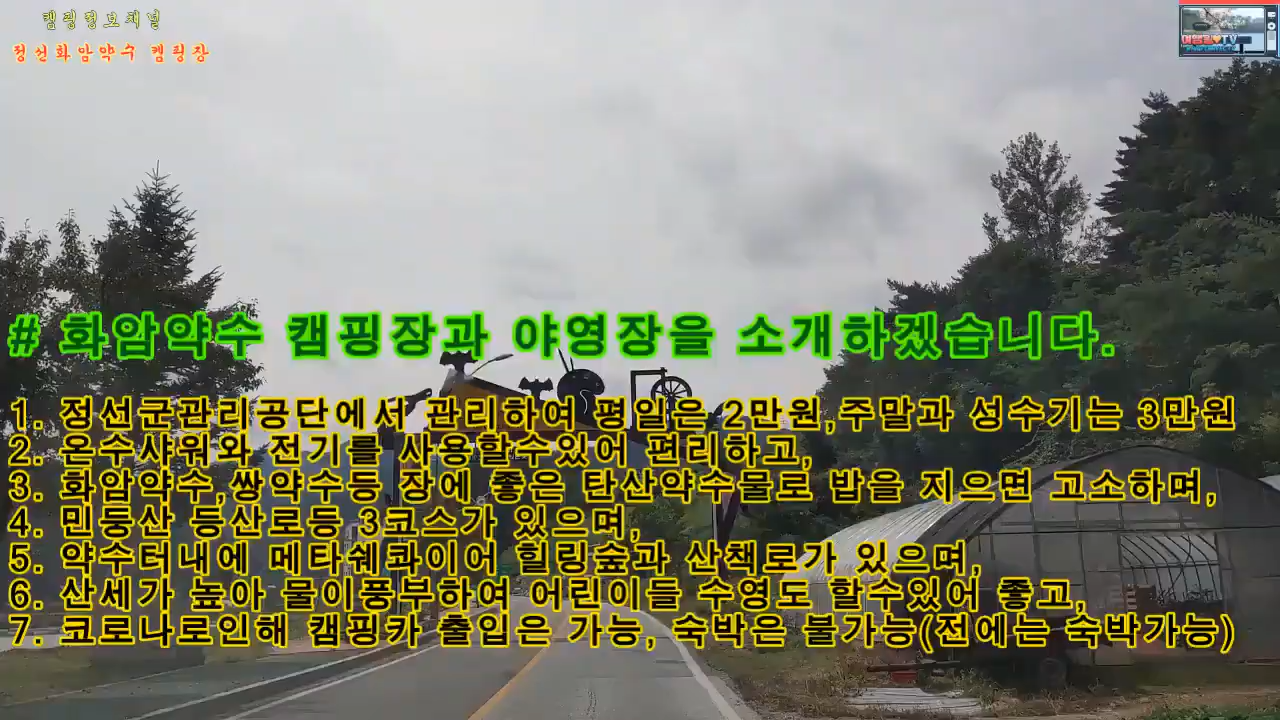 캠핑정보채널
정선화암약수 캠핑장
# 화암약수 캠핑장과 야영장을 소개하겠습니다.
1. 정선군관리공단에서 관리하여 평일은 2만원,주말과 성수기는 3만원
2. 온수샤워와 전기를 사용할수있어 편리하고,
3. 화암약수,쌍약수등 장에 좋은 탄산약수물로 밥을 지으면 고소하며,
4. 민둥산 등산로등 3코스가 있으며,
5. 약수터내에 메타쉐콰이어 힐링숲과 산책로가 있으며,
6. 산세가 높아 물이풍부하여 어린이들 수영도 할수있어 좋고,
7. 코로나로인해 캠핑카 출입은 가능, 숙박은 불가능(전에는 숙박가능)